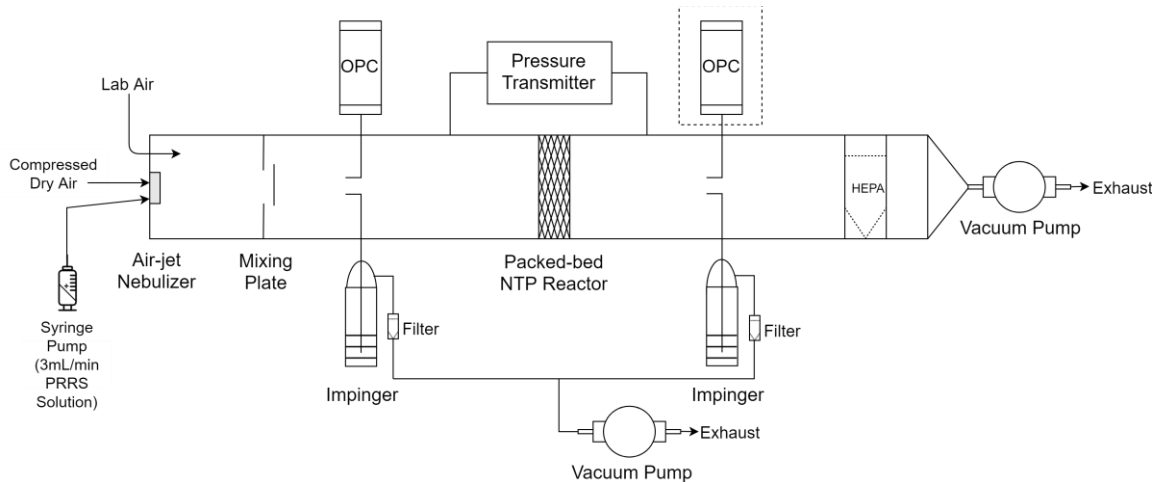 OPC
Pressure
Transmitter
OPC
Lab Air
Compressed
Dry Air
HEPA
Exhaust
Vacuum Pump
Air-jet
Nebulizer
Mixing
Plate
Packed-bed
NTP Reactor
Syringe
Pump
(3mL/min
PRRS
Solution)
Filter
Filter
Impinger
Impinger
Exhaust
Vacuum Pump